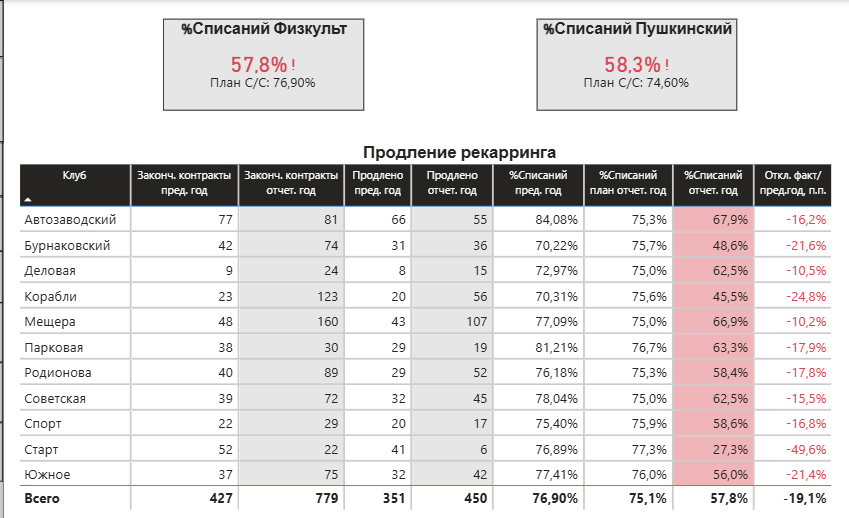 %Списаний Физкульт
57,8% !
План С/С: 76,90%
%Списаний Пушкинский
58,3% !
План С/С: 74,60%
Продление рекарринга
Клуб Законч. контракты пред. год Законч. контракты отчет. год Продлено пред. год Продлено отчет. год %Списаний пред. год %Списаний план отчет. год %Списаний отчет. год Откл. факт/ пред.год, п.п.
Автозаводский 77 81 66 55 84,08% 75,3% 67,9% -16,2%
Бурнаковский 42 74 31 36 70,22% 75,7% 48,6% -21,6%
Деловая 9 24 8 15 72,97% 75,0% 62,5% -10,5%
Корабли 23 123 20 56 70,31% 75,6% 45,5% -24,8%
Мещера 48 160 43 107 77,09% 75,0% 66,9% -10,2%
Парковая 38 30 29 19 81,21% 76,7% 63,3% -17,9%
Родионова 40 89 29 52 76,18% 75,3% 58,4% -17,8%
Советская 39 72 32 45 78,04% 75,0% 62,5% -15,5%
Спорт 22 29 20 17 75,40% 75,9% 58,6% -16,8%
Старт 52 22 41 6 76,89% 77,3% 27,3% -49,6%
Южное 37 75 32 42 77,41% 76,0% 56,0% -21,4%
Всего 427 779 351 450 76,90% 75,1% 57,8% -19,1%